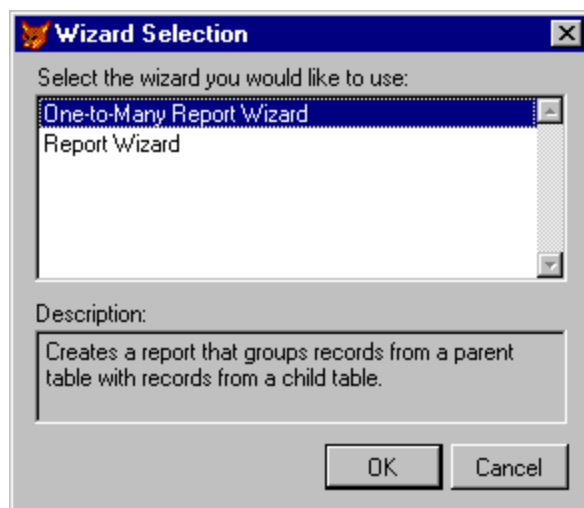 Wizard Selection
Select the wizard you would like to use:
One-to-Many Report Wizard
Report Wizard
Description:
Creates a report that groups records from a parent
table with records from a child table.
OK Cancel